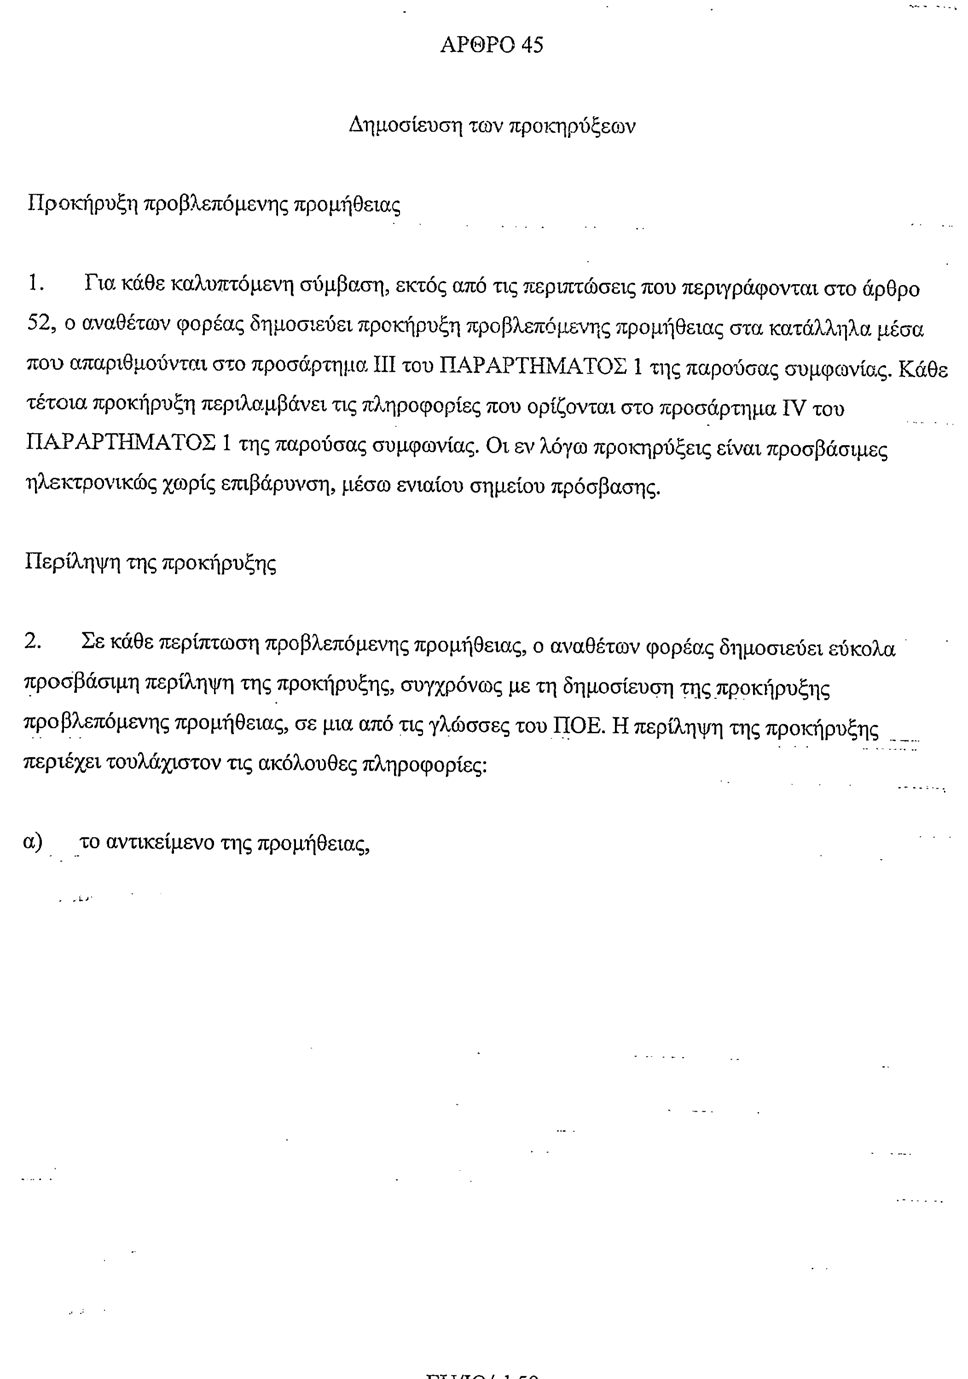 ΑΡΘΡΟ 45
Δημοσίευση των προκηρύξεων
Προκήρυξη προβλεπόμενης προμήθειας
1. Για κάθε καλυπτόμενη σύμβαση, εκτός από τις περιπτώσεις που περιγράφονται στο άρθρο
52, ο αναθέτων φορέας δημοσιεύει προκήρυξη προβλεπόμενης προμήθειας στα κατάλληλα μέσα
που απαριθμούνται στο προσάρτημα III του ΠΑΡΑΡΤΗΜΑΤΟΣ 1 της παρούσας συμφωνίας. Κάθε
τέτοια προκήρυξη περιλαμβάνει τις πληροφορίες που ορίζονται στο προσάρτημα IV του
ΠΑΡΑΡΤΗΜΑΤΟΣ 1 της παρούσας συμφωνίας. Οι εν λόγω προκηρύξεις είναι προσβάσιμες
ηλεκτρονικώς χωρίς επιβάρυνση, μέσω ενιαίου σημείου πρόσβασης.
Περίληψη της προκήρυξης
2. Σε κάθε περίπτωση προβλεπόμενης προμήθειας, ο αναθέτων φορέας δημοσιεύει εύκολα
προσβάσιμη περίληψη της προκήρυξης, συγχρόνως με τη δημοσίευση της προκήρυξης
προβλεπόμενης προμήθειας, σε μια από τις γλώσσες του ΠΟΕ. Η περίληψη της προκήρυξης
περιέχει τουλάχιστον τις ακόλουθες πληροφορίες:
α) το αντικείμενο της προμήθειας,